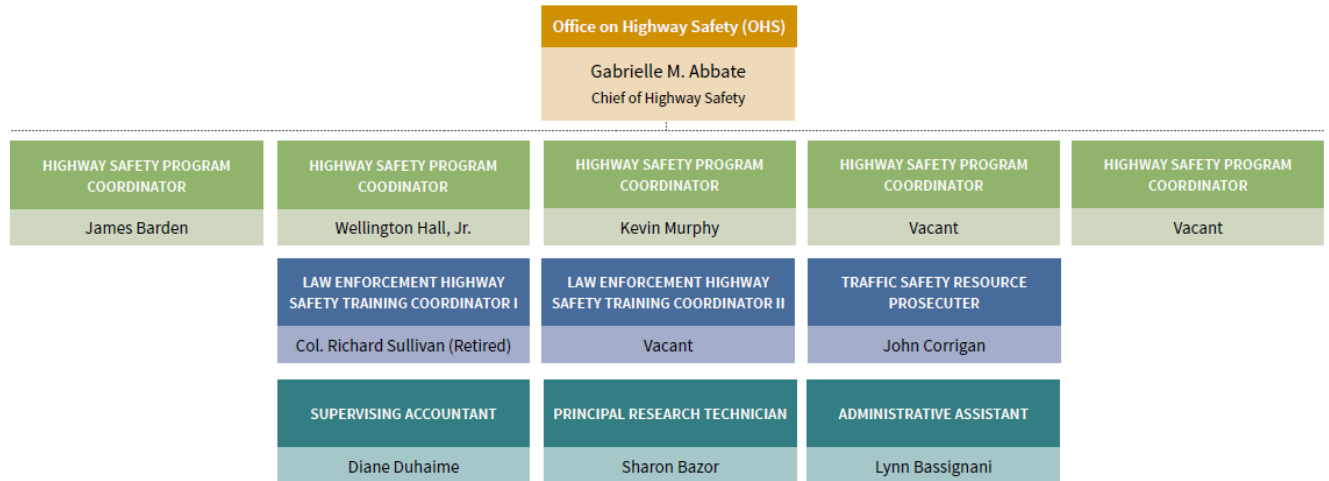 Office on Highway Safety (OHS)
Gabrielle M. Abbate
Chief of Highway Safety
HIGHWAY SAFETY PROGRAM
COORDINATOR
James Barden
HIGHWAY SAFETY PROGRAM
COODINATOR
Wellington Hall, Jr.
HIGHWAY SAFETY PROGRAM
COORDINATOR
Kevin Murphy
HIGHWAY SAFETY PROGRAM
COORDINATOR
Vacant
HIGHWAY SAFETY PROGRAM
COORDINATOR
Vacant
LAW ENFORCEMENT HIGHWAY
SAFETY TRAINING COORDINATOR I
Col. Richard Sullivan (Retired)
LAW ENFORCEMENT HIGHWAY
SAFETY TRAINING COORDINATOR II
Vacant
TRAFFIC SAFETY RESOURCE
PROSECUTER
John Corrigan
SUPERVISING ACCOUNTANT
Diane Duhaime
PRINCIPAL RESEARCH TECHNICIAN
Sharon Bazor
ADMINISTRATIVE ASSISTANT
Lynn Bassignani